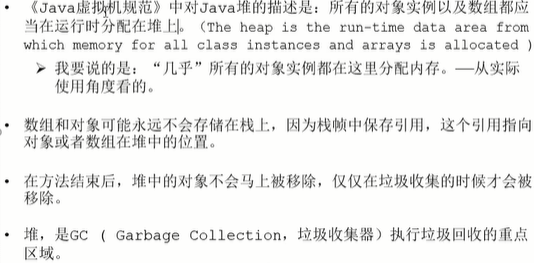 • 《Java虚拟机规范》中对Java堆的描述是：所有的对象实例以及数组都应
当在运行时分配在堆上。（The heap is the run-time data area from
which memory for all class instances and arrays is allocated ）
➢ 我要说的是：“几乎”所有的对象实例都在这里分配内存。—从实际
使用角度看的。
• 数组和对象可能永远不会存储在栈上，因为栈帧中保存引用，这个引用指向
对象或者数组在堆中的位置。
• 在方法结束后，堆中的对象不会马上被移除，仅仅在垃圾收集的时候才会被
移除。
• 堆，是GC （ Garbage Collection，垃圾收集器）执行垃圾回收的重点
区域。